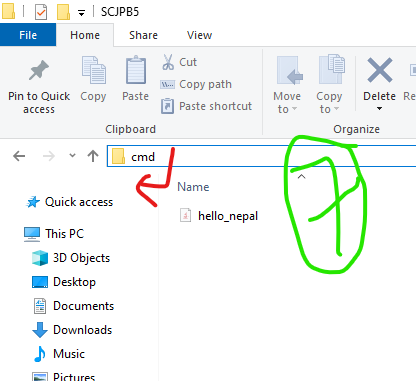 SCJPB5
File Home Share View
Cut
Copy path
Paste shortcut
Pin to Quick access
Copy
Paste
Move to
Copy to
Delete
Clipboard
Organize
cmd
Quick access
Name
hello_nepal
This PC
3D Objects
Desktop
Documents
Downloads
Music
Pictures